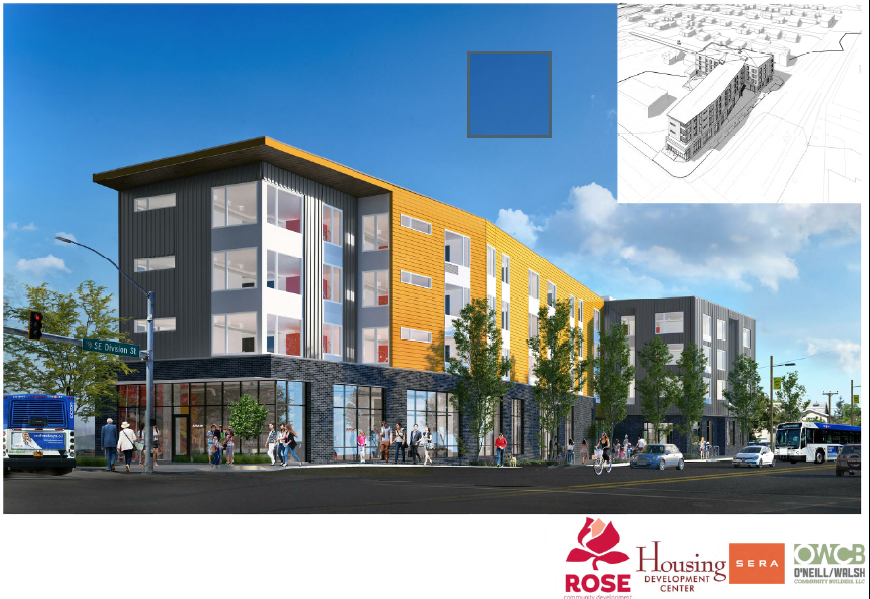 SE Division St
ROSE
community development
Housing
DEVELOPMENT
CENTER
SERA
OWCB
O'NEILL/WALSH
COMMUNITY BUILDERS, LLC